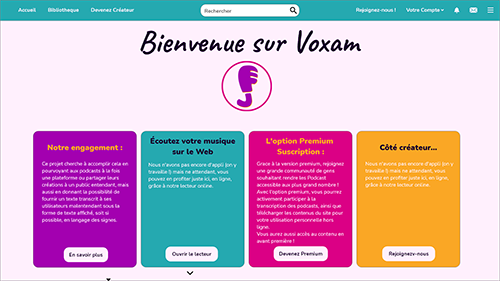 Accueil Bibliotheque Devenez Créateur Rechercher Rejoignez-nous ! Votre Compte
Bienvenue sur Voxam
Notre engagement :
Ce projet cherche à accomplir cela en
pourvoyant aux podcasts à la fois
une plateforme ou partager leurs
créations à un public entendant, mais
aussi en donnant la possibilité de
fournir un texte transcrit à ses
utilisateurs malentendant sous la
forme de texte affiché, soit si
possible, en langage des signes.
En savoir plus
Écoutez votre musique
sur le Web
Nous n'avons pas encore d'appli (on y
travaille !) mais ne attendant, vous
pouvez en profiter juste ici, en ligne,
grâce à notre lecteur online.
Ouvrir le lecteur
L'option Premium
Suscription :
Grace à la version premium, rejoignez
une grande communauté de gens
souhaitant rendre les Podcast
accessible aux plus grand nombre !
Avec l'option premium, vous pourrez
activement participer à la
transcription des podcasts, ainsi que
télécharger les contenus du site pour
votre utilisation personnelle hors
ligne.
Vous aurez aussi accès au contenu en
avant première !
Devenez Premium
Côté créateur...
Nous n'avons pas encore d'appli (on y
travaille !) mais ne attendant, vous
pouvez en profiter juste ici, en ligne,
grâce à notre lecteur online.
Rejoignezv-nous